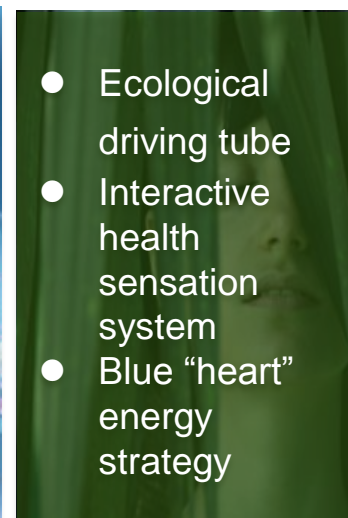 ● Ecological
driving tube
● Interactive
health
sensation
system
● Blue “heart”
energy
strategy